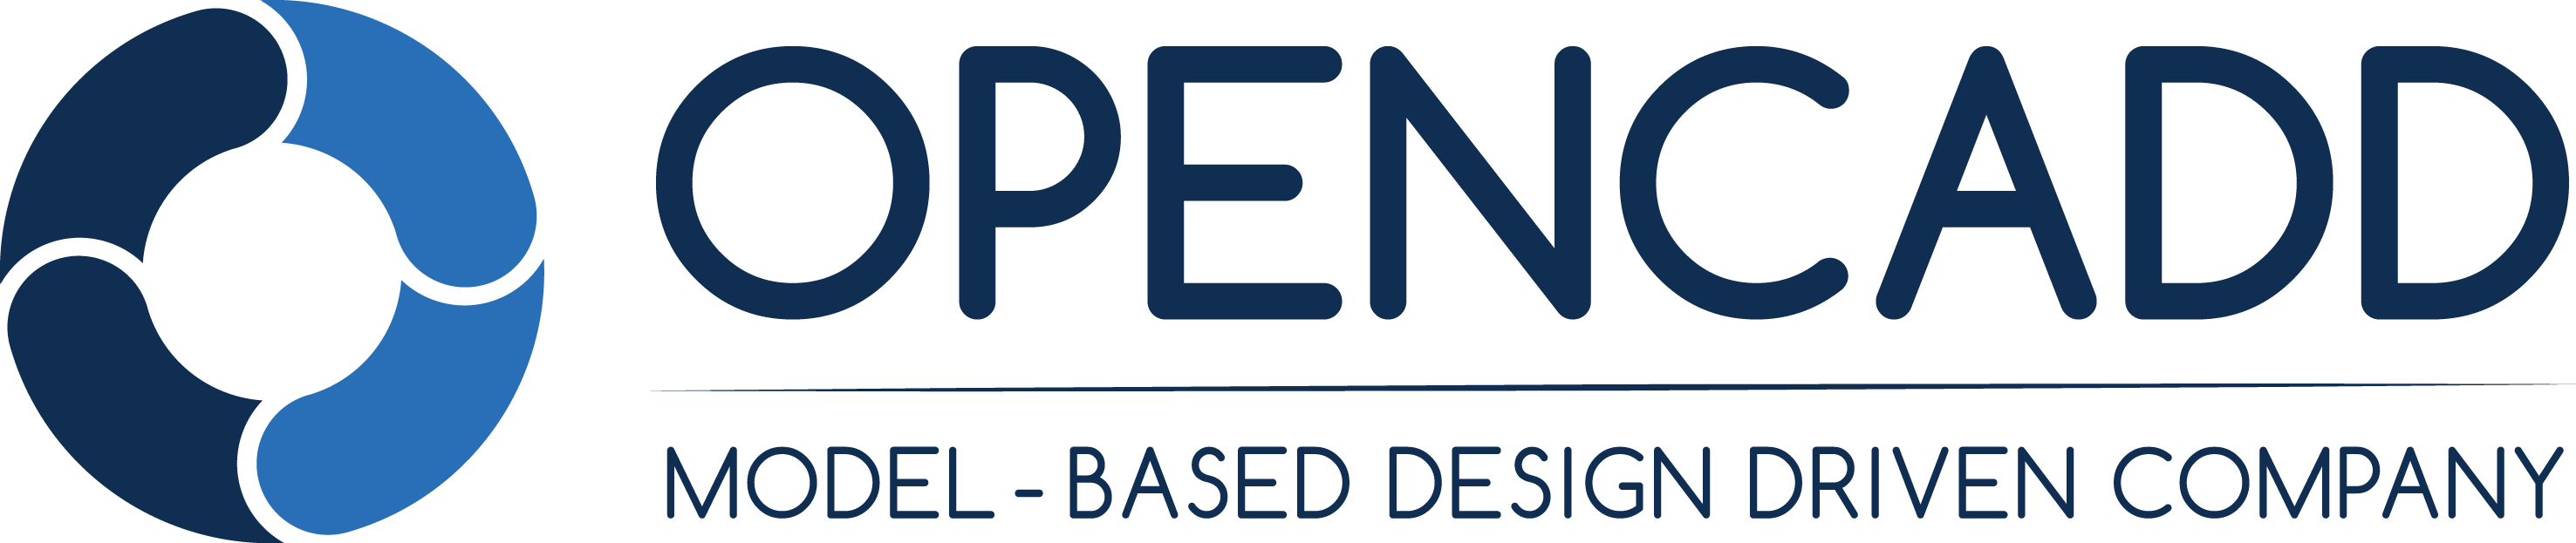 OPENCADD
MODEL - BASED DESIGN DRIVEN COMPANY